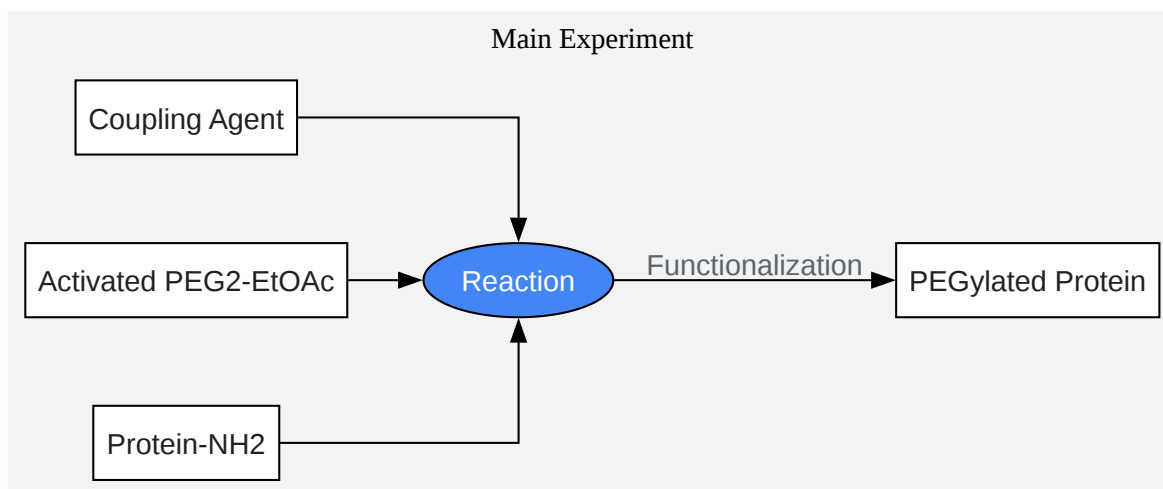 Main Experiment
Coupling Agent
Activated PEG2-EtOAc
Reaction
Functionalization
PEGylated Protein
Protein-NH2